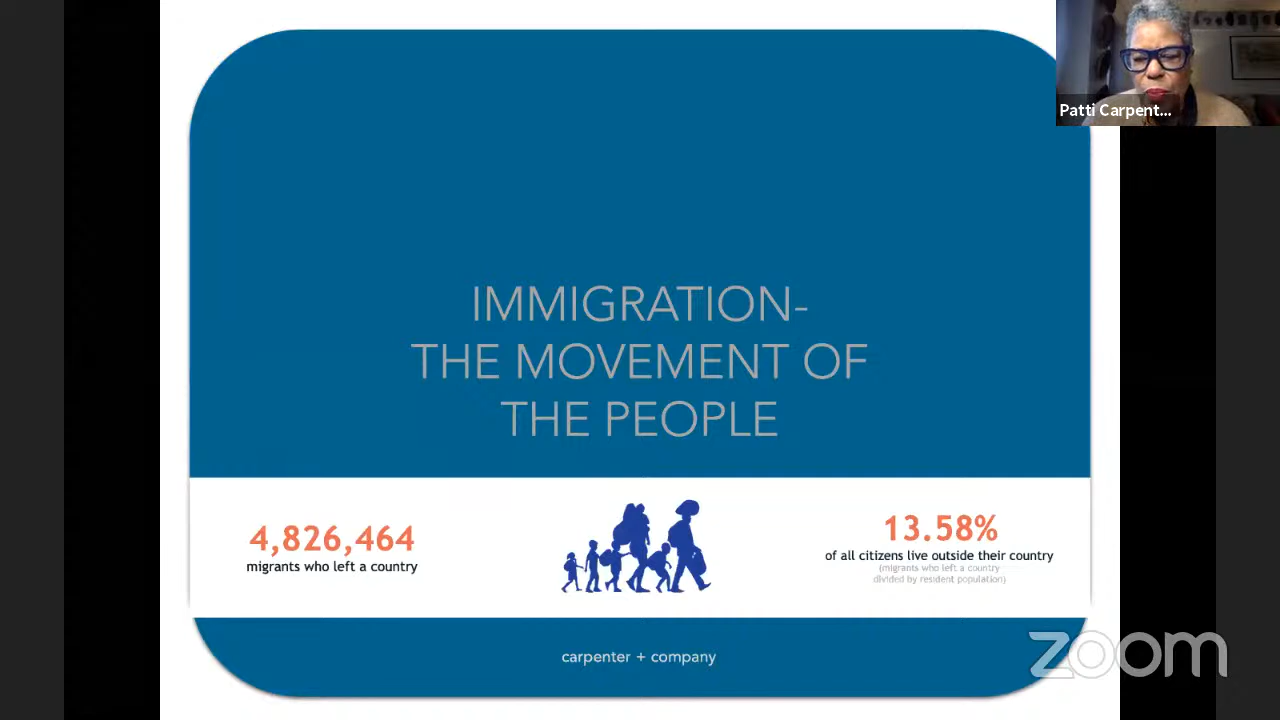 Patti Carpent...
IMMIGRATION-
THE MOVEMENT OF
THE PEOPLE
4,826,464
migrants who left a country
13.58%
of all citizens live outside their country
(migrants who left a country
divided by resident population)
carpenter + company
zoom